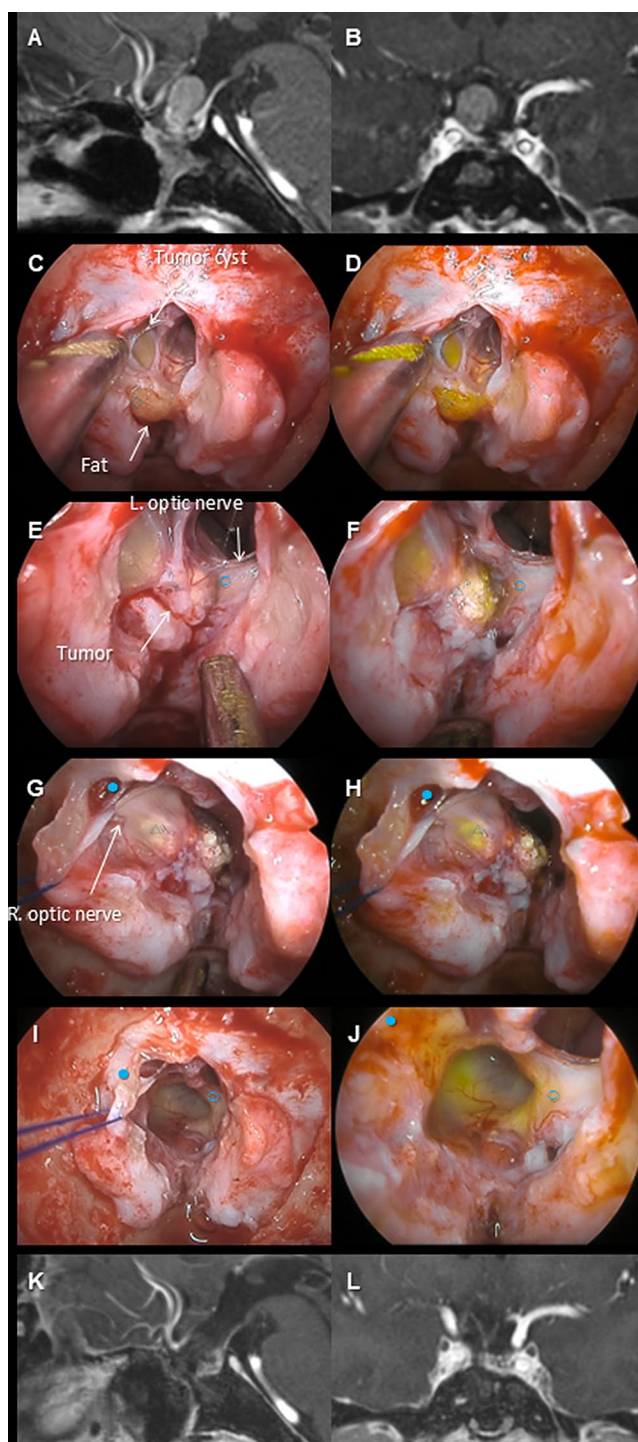 A
B
C
Tumor cyst
D
Fat
E
L. optic nerve
F
Tumor
G
H
R. optic nerve
I
J
K
L